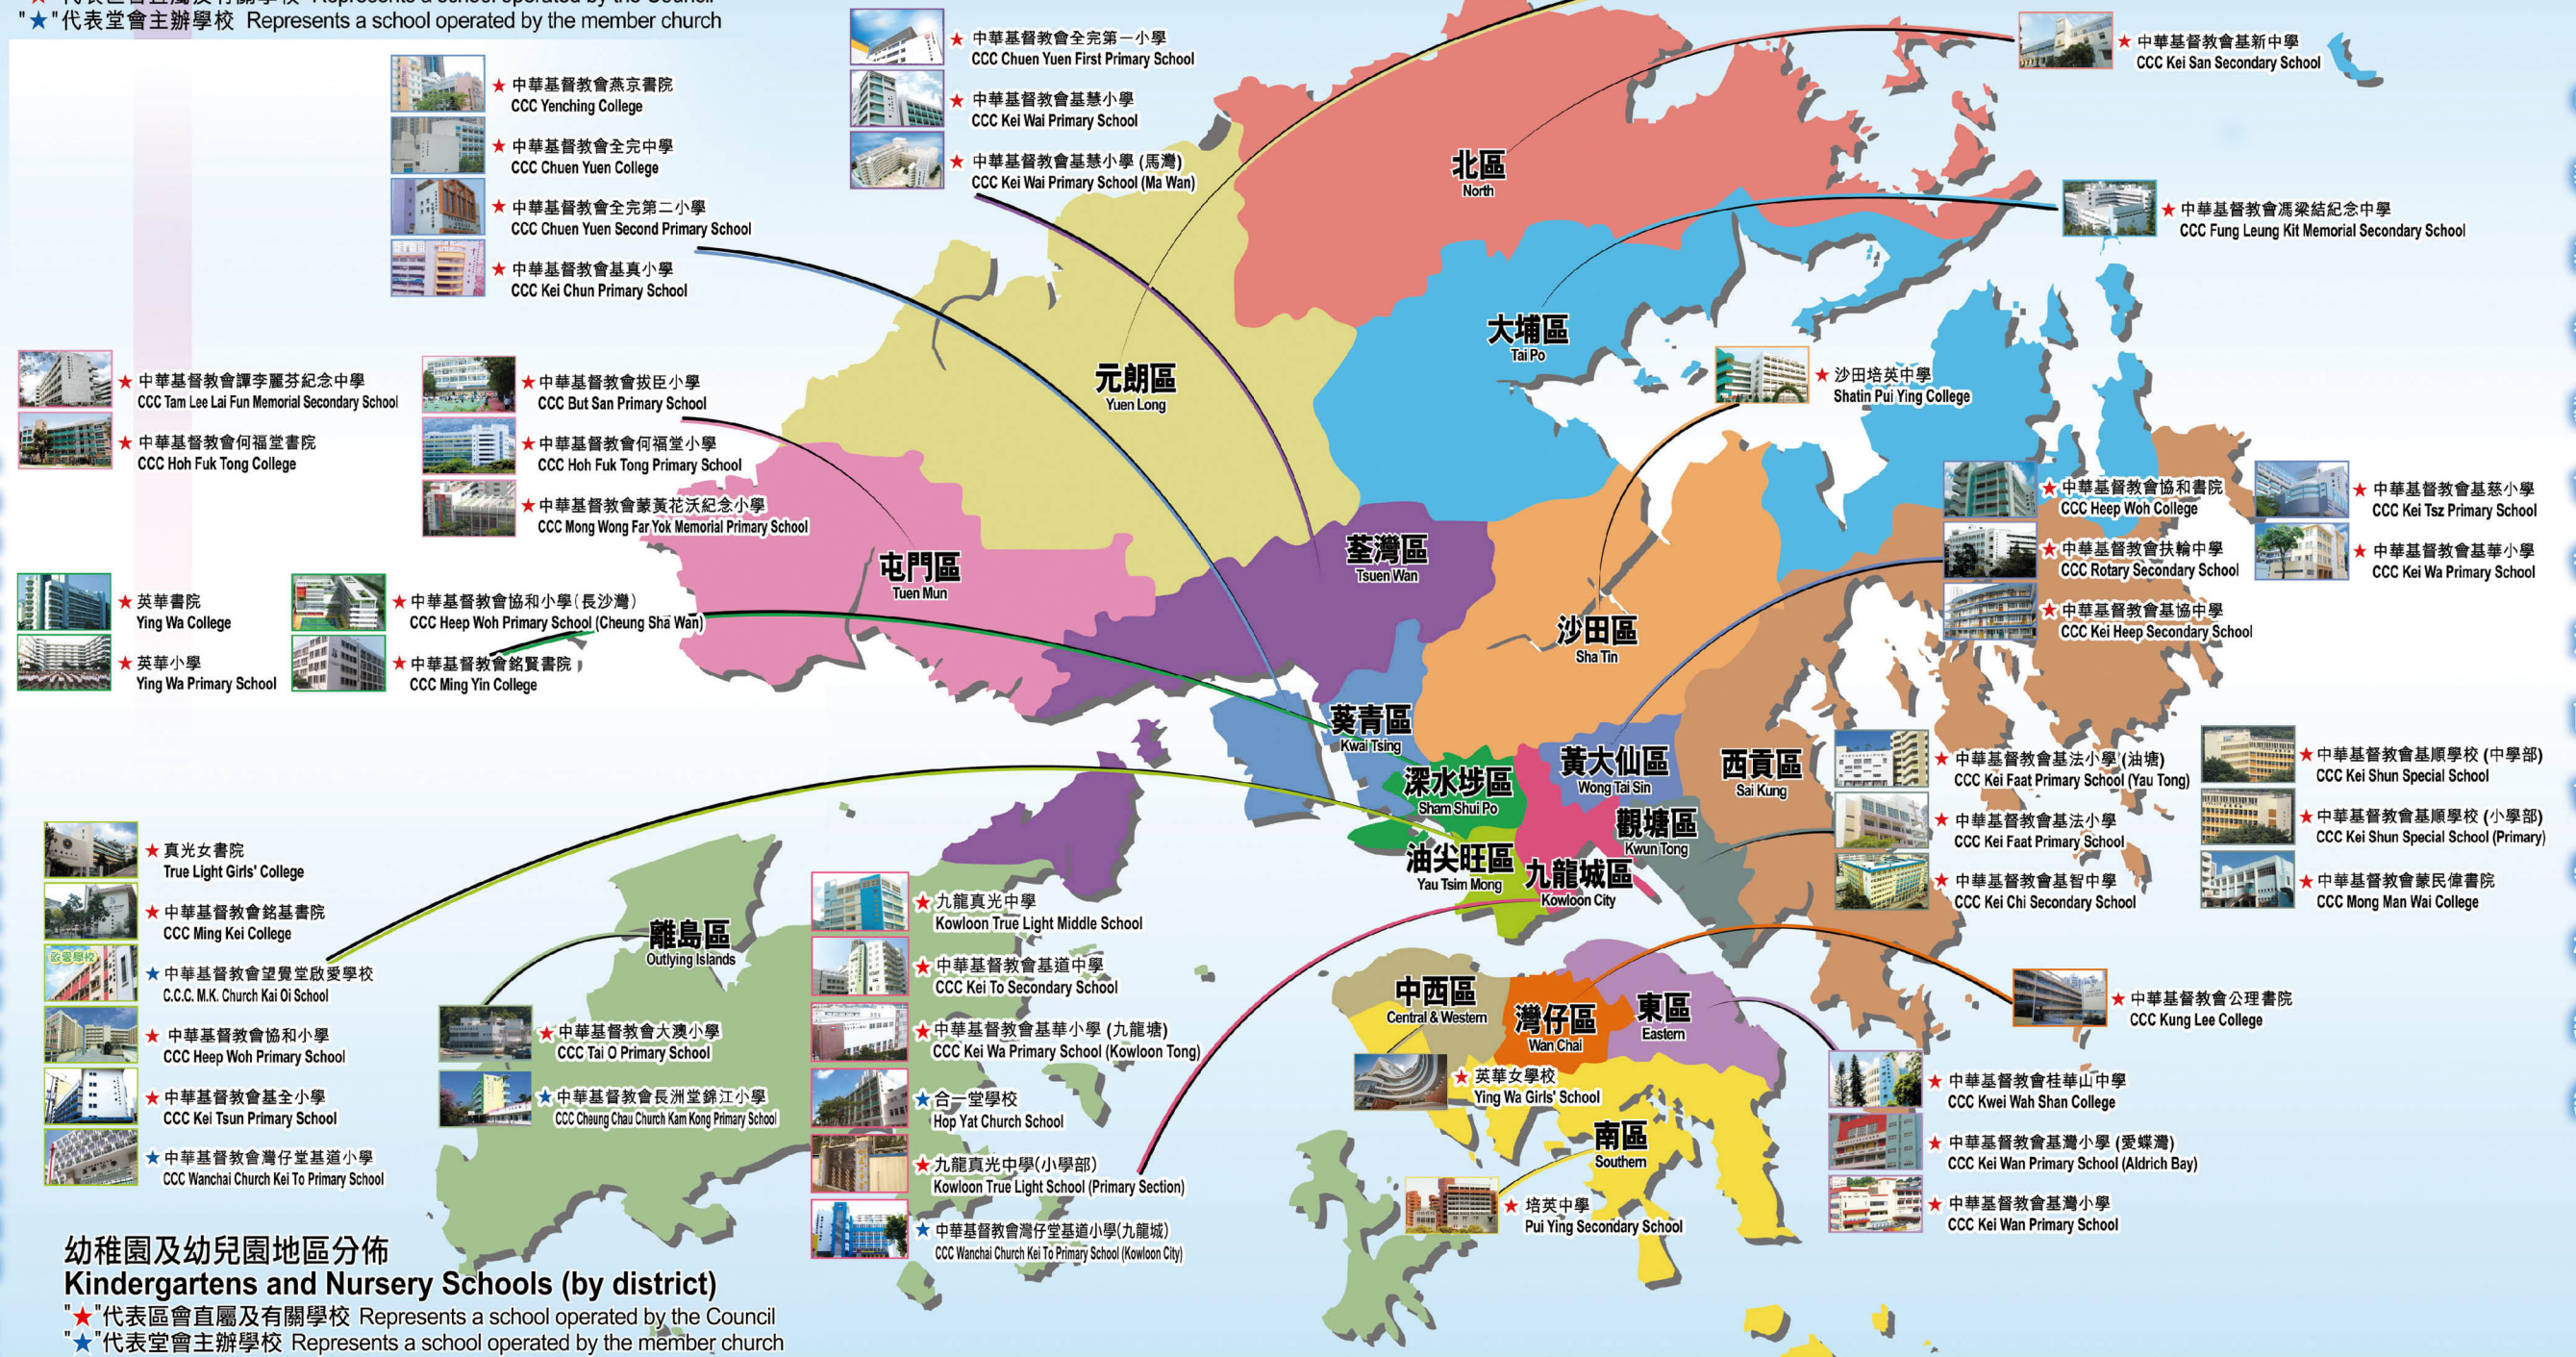 "★"代表區會直屬及有關學校 Represents a school operated by the Council
"★"代表堂會主辦學校 Represents a school operated by the member church
★ 中華基督教會燕京書院
CCC Yenching College
★ 中華基督教會全完中學
CCC Chuen Yuen College
★ 中華基督教會全完第二小學
CCC Chuen Yuen Second Primary School
★ 中華基督教會基真小學
CCC Kei Chun Primary School
★ 中華基督教會全完第一小學
CCC Chuen Yuen First Primary School
★ 中華基督教會基慧小學
CCC Kei Wai Primary School
★ 中華基督教會基慧小學 (馬灣)
CCC Kei Wai Primary School (Ma Wan)
★ 中華基督教會基新中學
CCC Kei San Secondary School
★ 中華基督教會馮梁結紀念中學
CCC Fung Leung Kit Memorial Secondary School
北區
North
大埔區
Tai Po
元朗區
Yuen Long
★ 沙田培英中學
Shatin Pui Ying College
★ 中華基督教會譚李麗芬紀念中學
CCC Tam Lee Lai Fun Memorial Secondary School
★ 中華基督教會何福堂書院
CCC Hoh Fuk Tong College
★ 中華基督教會拔臣小學
CCC But San Primary School
★ 中華基督教會何福堂小學
CCC Hoh Fuk Tong Primary School
★ 中華基督教會蒙黃花沃紀念小學
CCC Mong Wong Far Yok Memorial Primary School
屯門區
Tuen Mun
荃灣區
Tsuen Wan
沙田區
Sha Tin
★ 中華基督教會協和書院
CCC Heep Woh College
★ 中華基督教會扶輪中學
CCC Rotary Secondary School
★ 中華基督教會基協中學
CCC Kei Heep Secondary School
★ 中華基督教會基慈小學
CCC Kei Tsz Primary School
★ 中華基督教會基華小學
CCC Kei Wa Primary School
★ 英華書院
Ying Wa College
★ 英華小學
Ying Wa Primary School
★ 中華基督教會協和小學(長沙灣)
CCC Heep Woh Primary School (Cheung Sha Wan)
★ 中華基督教會銘賢書院
CCC Ming Yin College
葵青區
Kwai Tsing
深水埗區
Sham Shui Po
黃大仙區
Wong Tai Sin
西貢區
Sai Kung
觀塘區
Kwun Tong
油尖旺區
Yau Tsim Mong
九龍城區
Kowloon City
★ 中華基督教會基法小學 (油塘)
CCC Kei Faat Primary School (Yau Tong)
★ 中華基督教會基法小學
CCC Kei Faat Primary School
★ 中華基督教會基智中學
CCC Kei Chi Secondary School
★ 中華基督教會基順學校 (中學部)
CCC Kei Shun Special School
★ 中華基督教會基順學校 (小學部)
CCC Kei Shun Special School (Primary)
★ 中華基督教會蒙民偉書院
CCC Mong Man Wai College
★ 真光女書院
True Light Girls' College
★ 中華基督教會銘基書院
CCC Ming Kei College
啟愛學校
★ 中華基督教會望覺堂啟愛學校
C.C.C. M.K. Church Kai Oi School
★ 中華基督教會協和小學
CCC Heep Woh Primary School
★ 中華基督教會基全小學
CCC Kei Tsun Primary School
★ 中華基督教會灣仔堂基道小學
CCC Wanchai Church Kei To Primary School
離島區
Outlying Islands
★ 中華基督教會大澳小學
CCC Tai O Primary School
★ 中華基督教會長洲堂錦江小學
CCC Cheung Chau Church Kam Kong Primary School
★ 九龍真光中學
Kowloon True Light Middle School
★ 中華基督教會基道中學
CCC Kei To Secondary School
★ 中華基督教會基華小學 (九龍塘)
CCC Kei Wa Primary School (Kowloon Tong)
★ 合一堂學校
Hop Yat Church School
★ 九龍真光中學(小學部)
Kowloon True Light School (Primary Section)
★ 中華基督教會灣仔堂基道小學(九龍城)
CCC Wanchai Church Kei To Primary School (Kowloon City)
中西區
Central & Western
灣仔區
Wan Chai
東區
Eastern
★ 中華基督教會公理書院
CCC Kung Lee College
★ 英華女學校
Ying Wa Girls' School
南區
Southern
★ 培英中學
Pui Ying Secondary School
★ 中華基督教會桂華山中學
CCC Kwei Wah Shan College
★ 中華基督教會基灣小學 (愛蝶灣)
CCC Kei Wan Primary School (Aldrich Bay)
★ 中華基督教會基灣小學
CCC Kei Wan Primary School
幼稚園及幼兒園地區分佈
Kindergartens and Nursery Schools (by district)
"★"代表區會直屬及有關學校 Represents a school operated by the Council
"★"代表堂會主辦學校 Represents a school operated by the member church